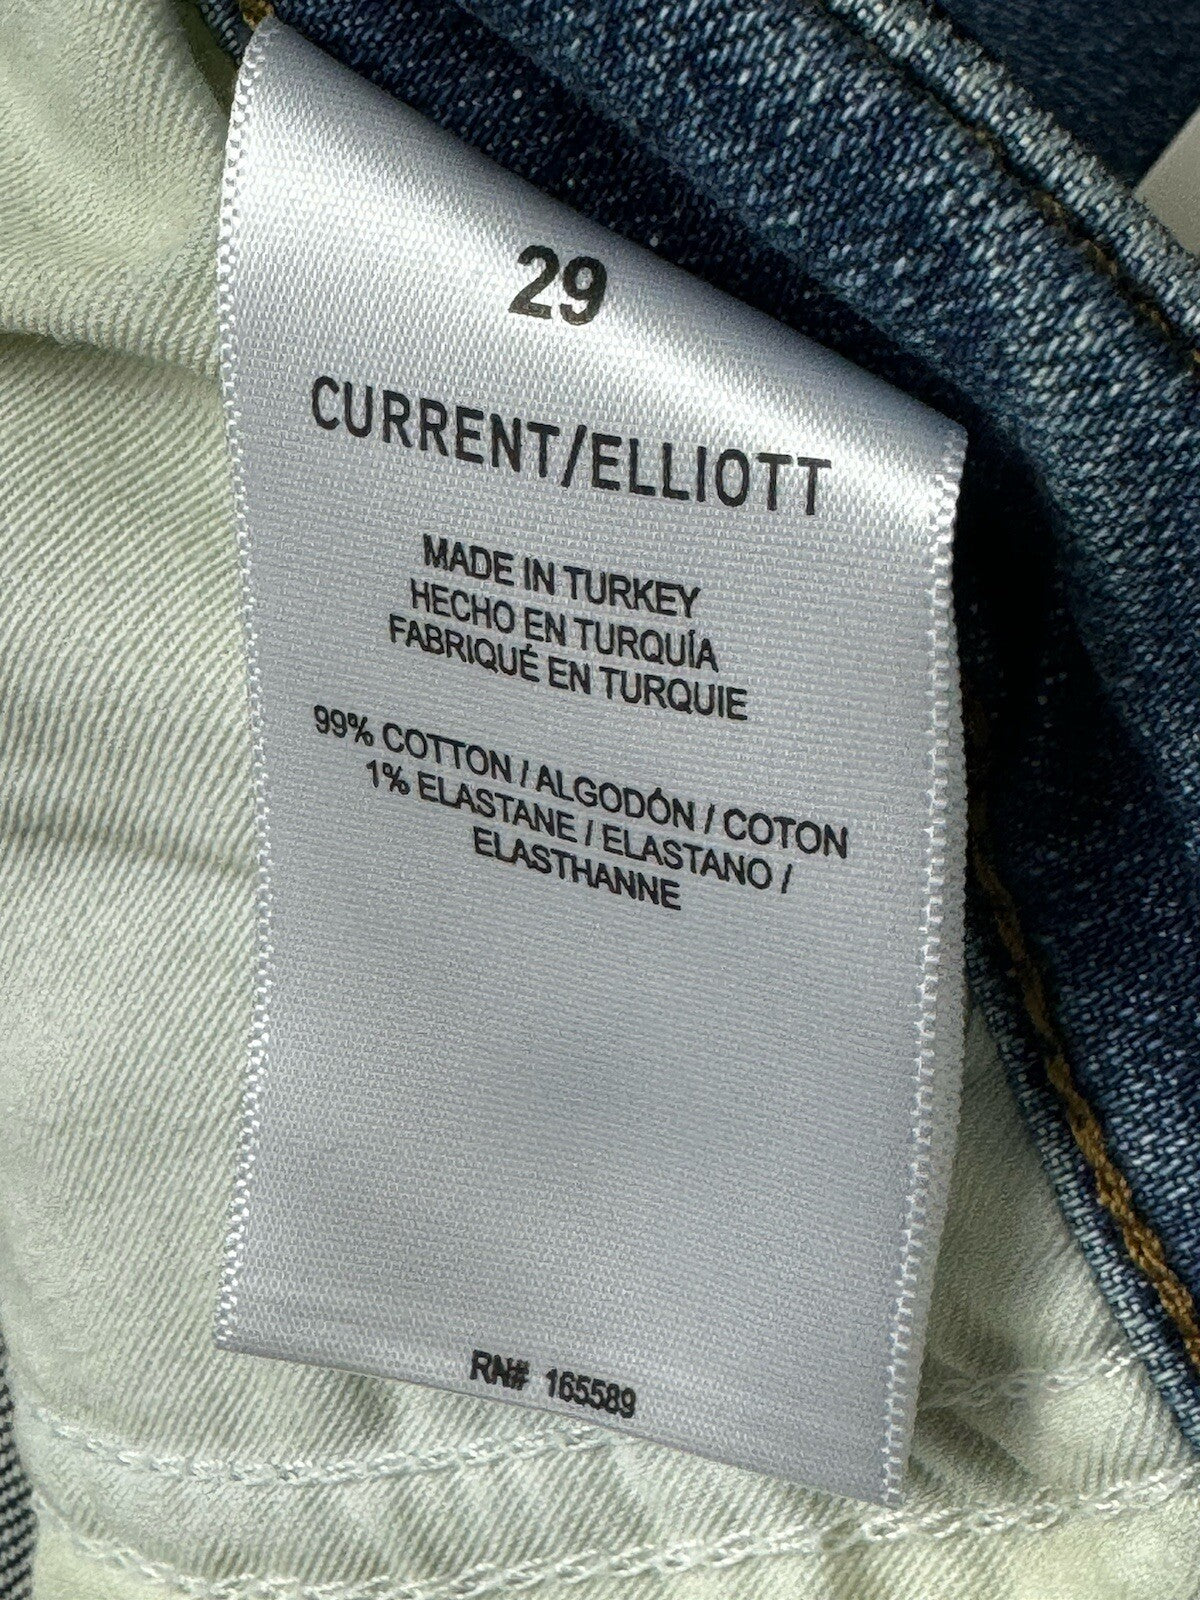 29
CURRENT/ELLIOTT
MADE IN TURKEY
HECHO EN TURQUÍA
FABRIQUÉ EN TURQUIE
99% COTTON / ALGODÓN / COTON
1% ELASTANE / ELASTANO /
ELASTHANNE
RN# 165589